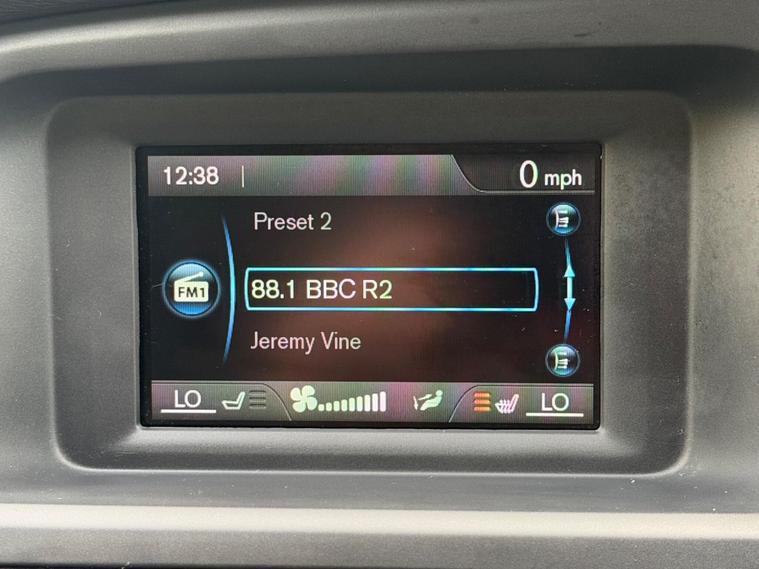 12:38
0 mph
Preset 2
FM1
88.1 BBC R2
Jeremy Vine
LO
LO